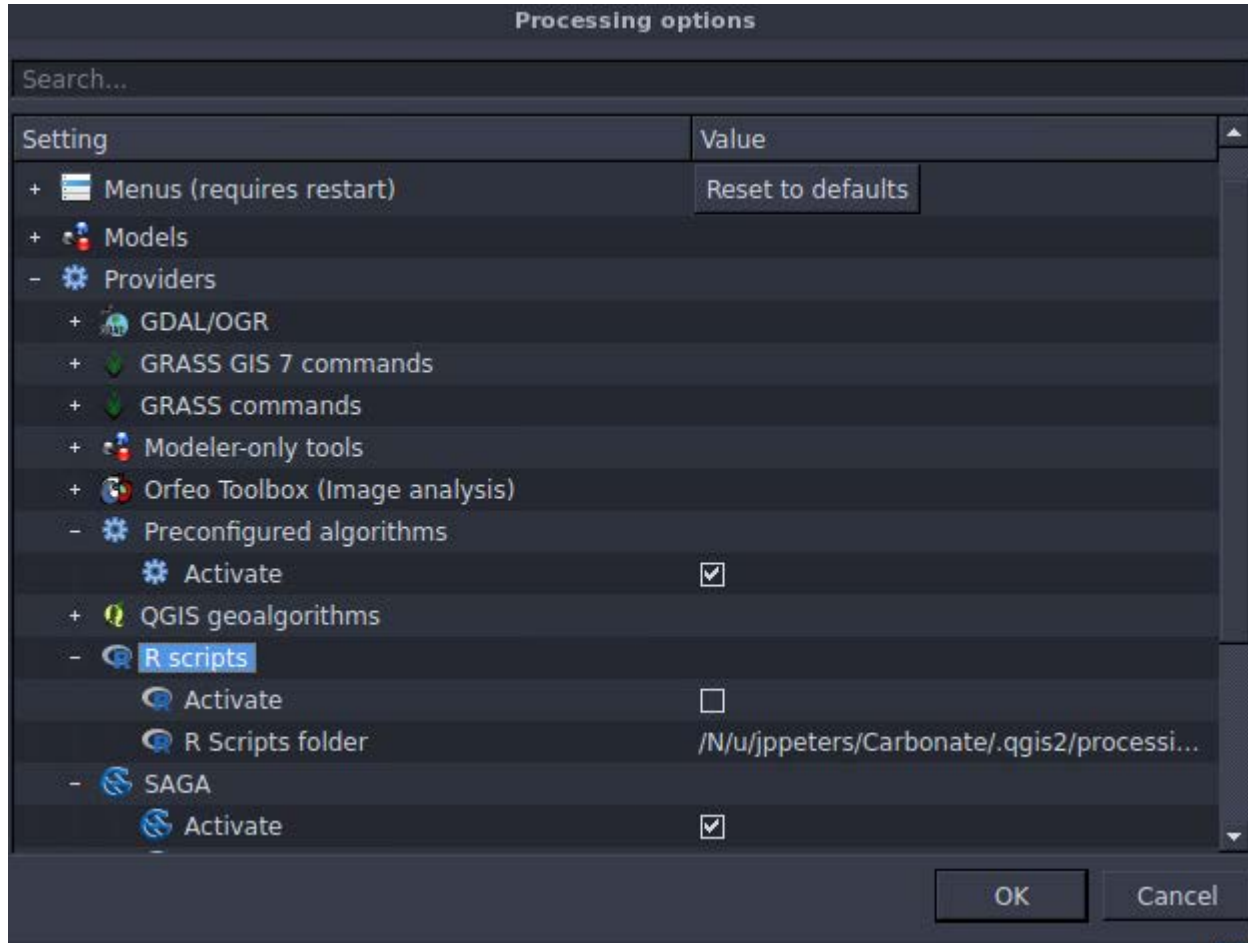 Processing options
Search...
Setting Value
+ Menus (requires restart) Reset to defaults
+ Models
- Providers
+ GDAL/OGR
+ GRASS GIS 7 commands
+ GRASS commands
+ Modeler-only tools
+ Orfeo Toolbox (Image analysis)
- Preconfigured algorithms
Activate
+ QGIS geoalgorithms
- R scripts
Activate
R Scripts folder /N/u/jppeters/Carbonate/.qgis2/processi...
- SAGA
Activate
OK Cancel